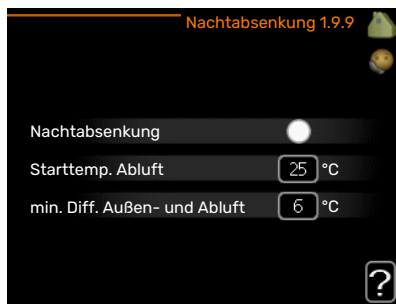 Nachtabsenkung 1.9.9
Nachtabsenkung
Starttemp. Abluft 25 °C
min. Diff. Außen- und Abluft 6 °C
?